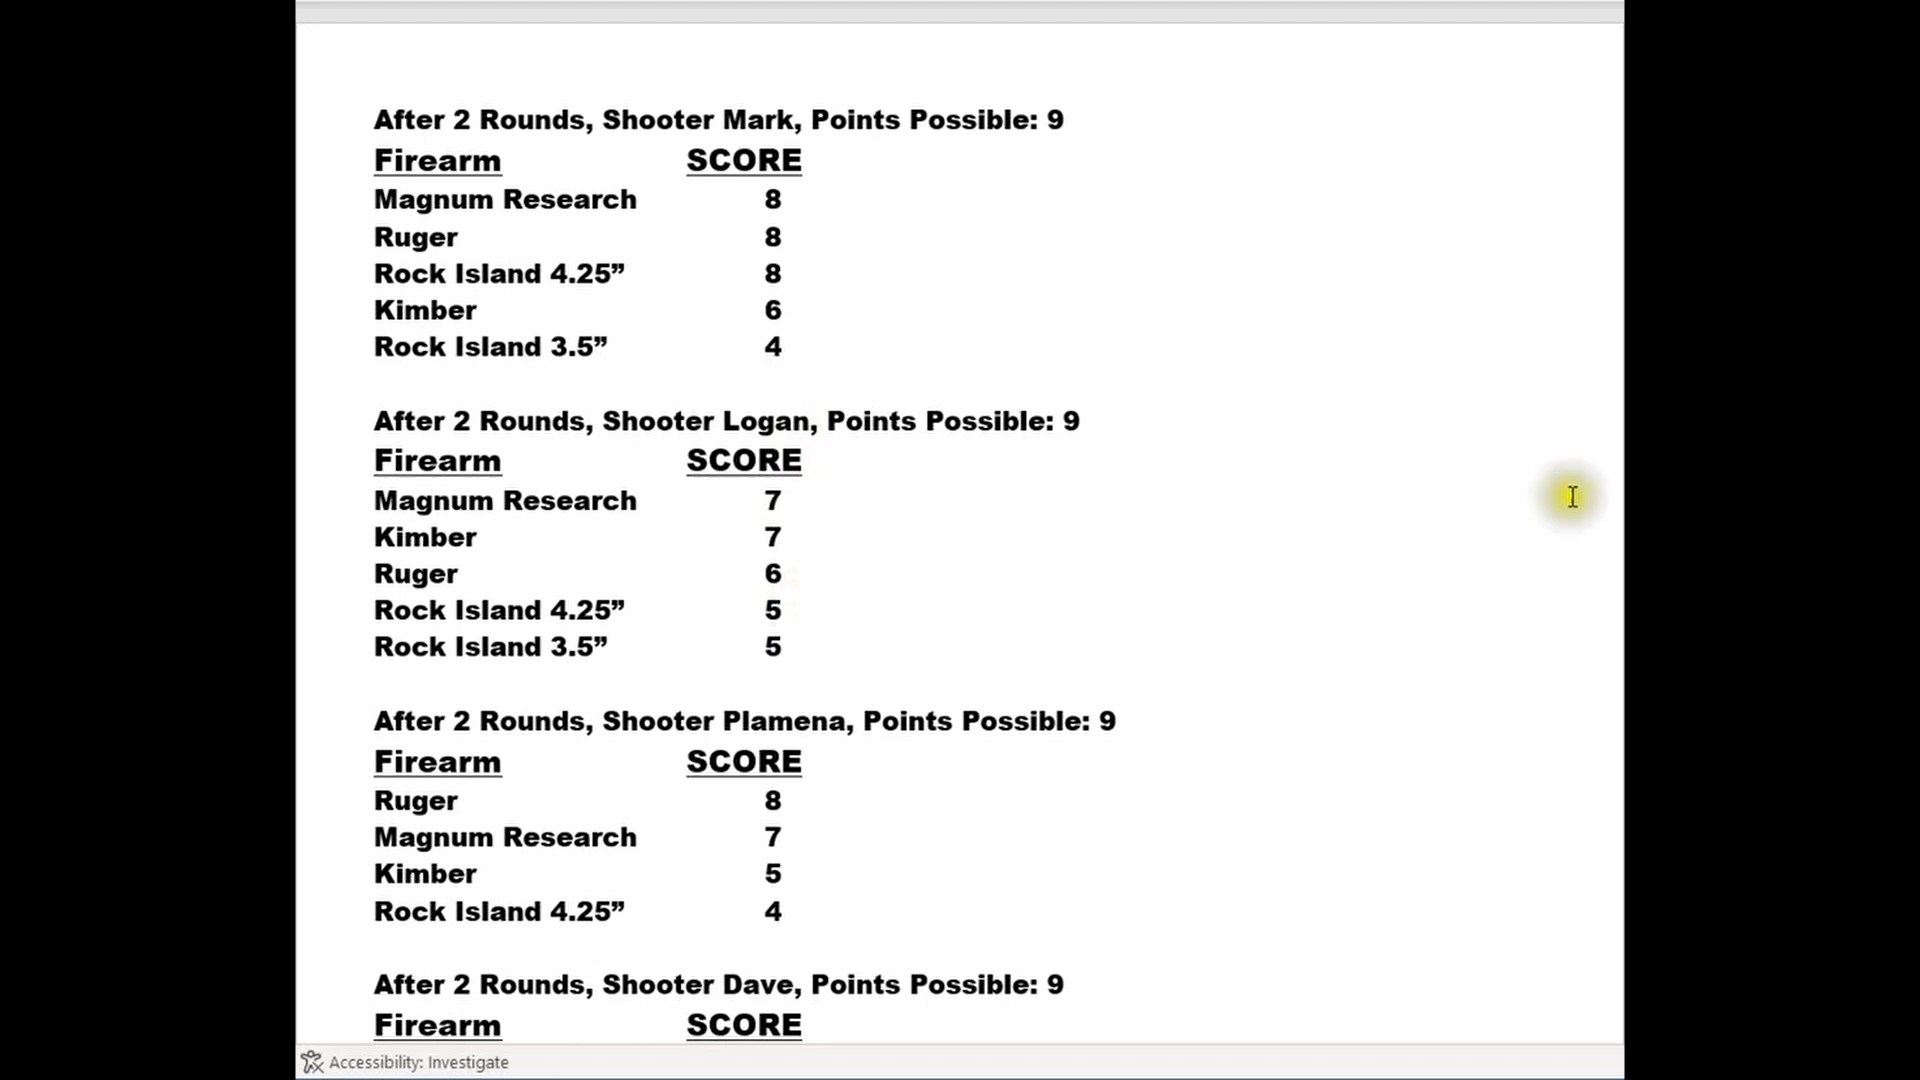 After 2 Rounds, Shooter Mark, Points Possible: 9
Firearm SCORE
Magnum Research 8
Ruger 8
Rock Island 4.25” 8
Kimber 6
Rock Island 3.5” 4
After 2 Rounds, Shooter Logan, Points Possible: 9
Firearm SCORE
Magnum Research 7
Kimber 7
Ruger 6
Rock Island 4.25” 5
Rock Island 3.5” 5
After 2 Rounds, Shooter Plamena, Points Possible: 9
Firearm SCORE
Ruger 8
Magnum Research 7
Kimber 5
Rock Island 4.25” 4
After 2 Rounds, Shooter Dave, Points Possible: 9
Firearm SCORE
Accessibility: Investigate